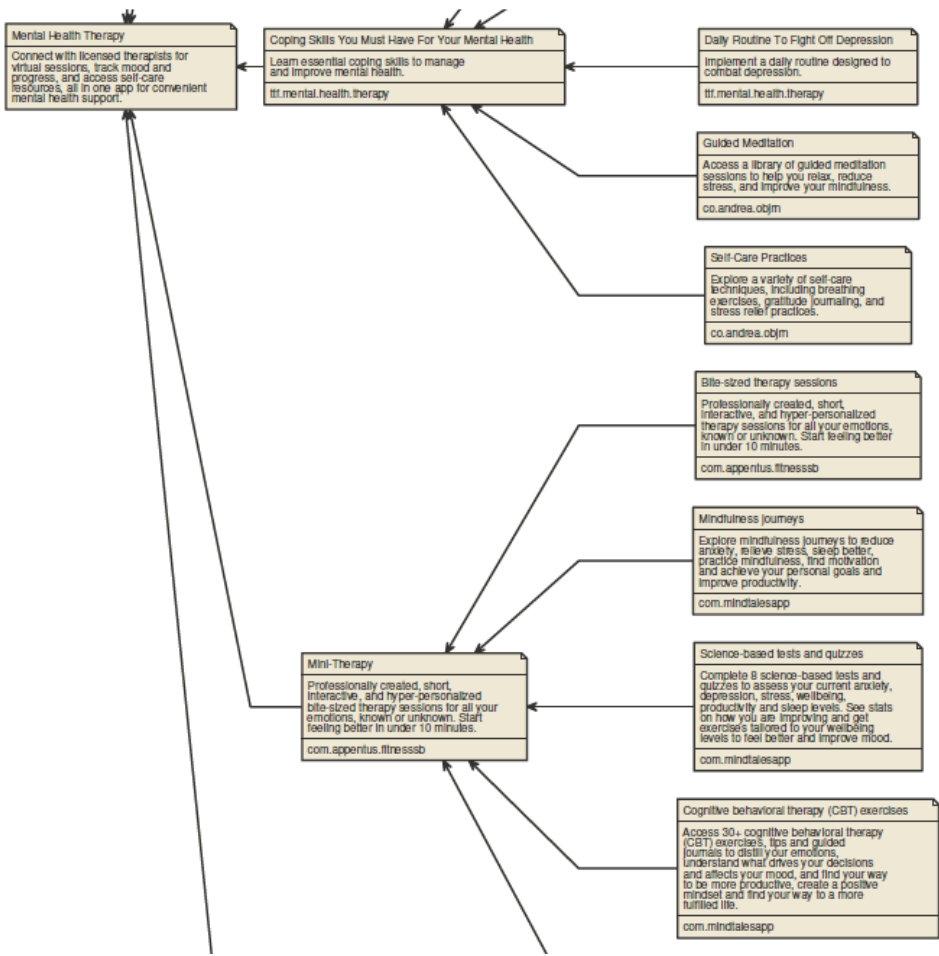 Mental Health Therapy
Connect with licensed therapists for
virtual sessions, track mood and
progress, and access self-care
resources, all in one app for convenient
mental health support.
Coping Skills You Must Have For Your Mental Health
Learn essential coping skills to manage
and improve mental health.
ttf.mental.health.therapy
Daily Routine To Fight Off Depression
Implement a daily routine designed to
combat depression.
ttf.mental.health.therapy
Guided Meditation
Access a library of guided meditation
sessions to help you relax, reduce
stress, and improve your mindfulness.
co.andrea.objrn
Self-Care Practices
Explore a variety of self-care
techniques, including breathing
exercises, gratitude journaling, and
stress relief practices.
co.andrea.objrn
Bite-sized therapy sessions
Professionally created, short,
interactive, and hyper-personalized
therapy sessions for all your emotions,
known or unknown. Start feeling better
in under 10 minutes.
com.appentus.fitnesssb
Mindfulness journeys
Explore mindfulness journeys to reduce
anxiety, relieve stress, sleep better,
practice mindfulness, find motivation
and achieve your personal goals and
improve productivity.
com.mindtalesapp
Mini-Therapy
Professionally created, short,
interactive, and hyper-personalized
bite-sized therapy sessions for all your
emotions, known or unknown. Start
feeling better in under 10 minutes.
com.appentus.fitnesssb
Science-based tests and quizzes
Complete 8 science-based tests and
quizzes to assess your current anxiety,
depression, stress, wellbeing,
productivity and sleep levels. See stats
on how you are improving and get
exercises tailored to your wellbeing
levels to feel better and improve mood.
com.mindtalesapp
Cognitive behavioral therapy (CBT) exercises
Access 30+ cognitive behavioral therapy
(CBT) exercises, tips and guided
journals to distill your emotions,
understand what drives your decisions
and affects your mood, and find your way
to be more productive, create a positive
mindset and find your way to a more
fulfilled life.
com.mindtalesapp